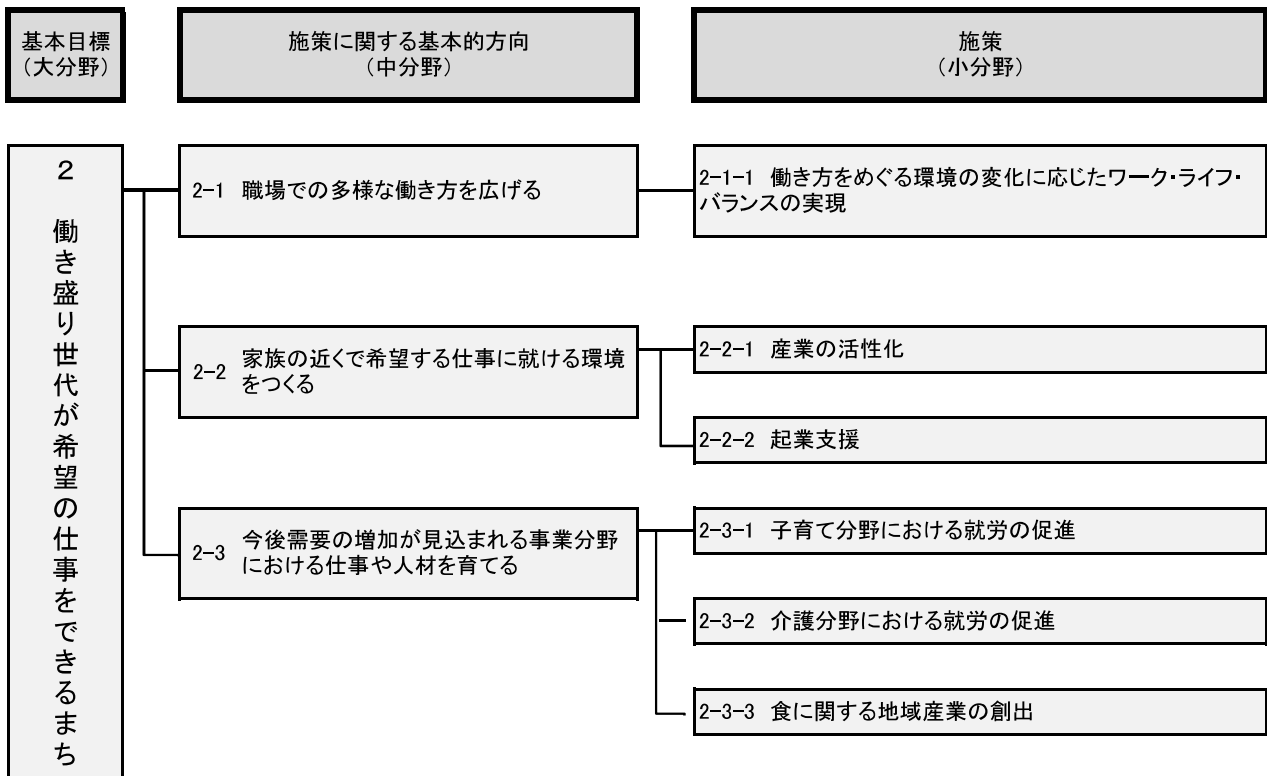 基本目標
（大分野）
施策に関する基本的方向
（中分野）
施策
（小分野）
２　働き盛り世代が希望の仕事をできるまち
2-1 職場での多様な働き方を広げる
2-1-1 働き方をめぐる環境の変化に応じたワーク・ライフ・
バランスの実現
2-2 家族の近くで希望する仕事に就ける環境
をつくる
2-2-1 産業の活性化
2-2-2 起業支援
2-3 今後需要の増加が見込まれる事業分野
における仕事や人材を育てる
2-3-1 子育て分野における就労の促進
2-3-2 介護分野における就労の促進
2-3-3 食に関する地域産業の創出